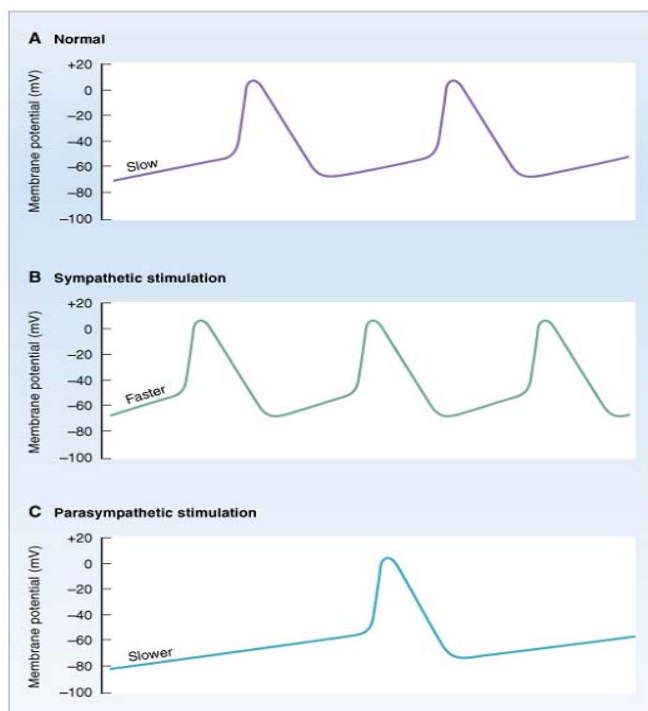 A Normal
Membrane potential (mV)
+20
0
−20
−40
−60
−80
−100
Slow
B Sympathetic stimulation
Membrane potential (mV)
+20
0
−20
−40
−60
−80
−100
Faster
C Parasympathetic stimulation
Membrane potential (mV)
+20
0
−20
−40
−60
−80
−100
Slower